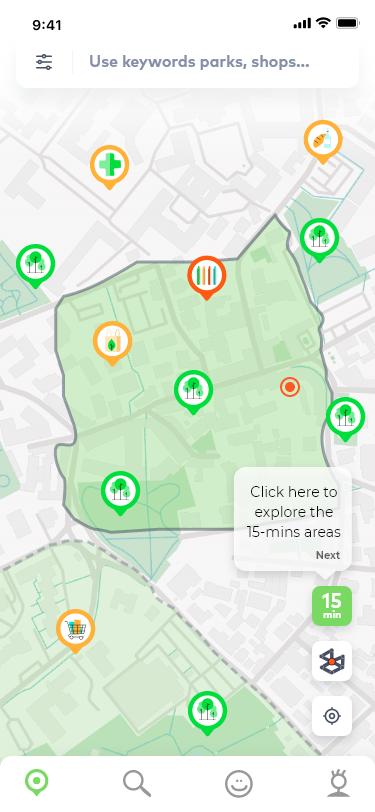 9:41
Use keywords parks, shops...
Click here to
explore the
15-mins areas
Next
15
min